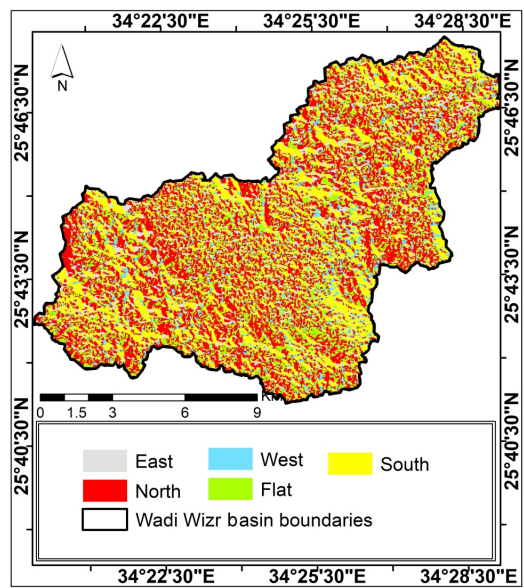 34°22'30"E 34°25'30"E 34°28'30"E
N
25°46'30"N 25°46'30"N
25°43'30"N 25°43'30"N
0 1.5 3 6 9
25°40'30"N 25°40'30"N
East West South
North Flat
Wadi Wizr basin boundaries
34°22'30"E 34°25'30"E 34°28'30"E